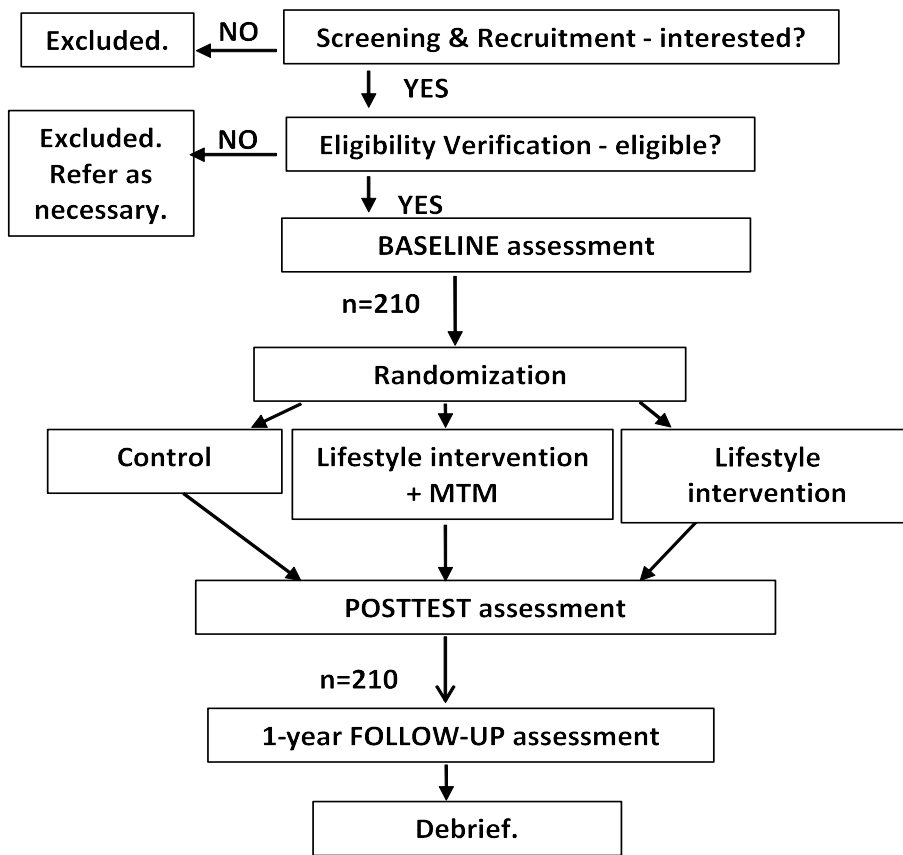 Excluded.
NO
Screening & Recruitment - interested?
YES
Excluded.
Refer as
necessary.
NO
Eligibility Verification - eligible?
YES
BASELINE assessment
n=210
Randomization
Control
Lifestyle intervention
+ MTM
Lifestyle
intervention
POSTTEST assessment
n=210
1-year FOLLOW-UP assessment
Debrief.